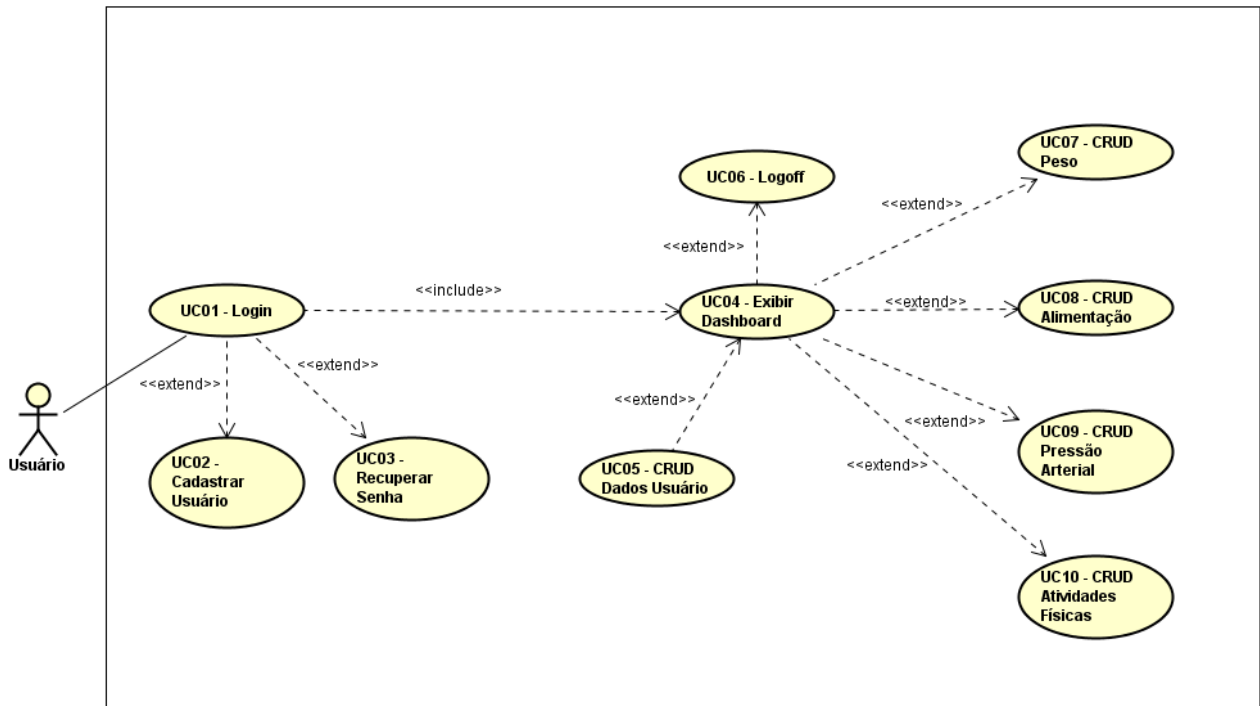 UC07 - CRUD
Peso
UC06 - Logoff
<<extend>>
<<extend>>
<<include>>
UC01 - Login
UC04 - Exibir
Dashboard
<<extend>>
UC08 - CRUD
Alimentação
<<extend>>
<<extend>>
<<extend>>
<<extend>>
Usuário
UC02 -
Cadastrar
Usuário
UC03 -
Recuperar
Senha
UC05 - CRUD
Dados Usuário
<<extend>>
UC09 - CRUD
Pressão
Arterial
UC10 - CRUD
Atividades
Físicas